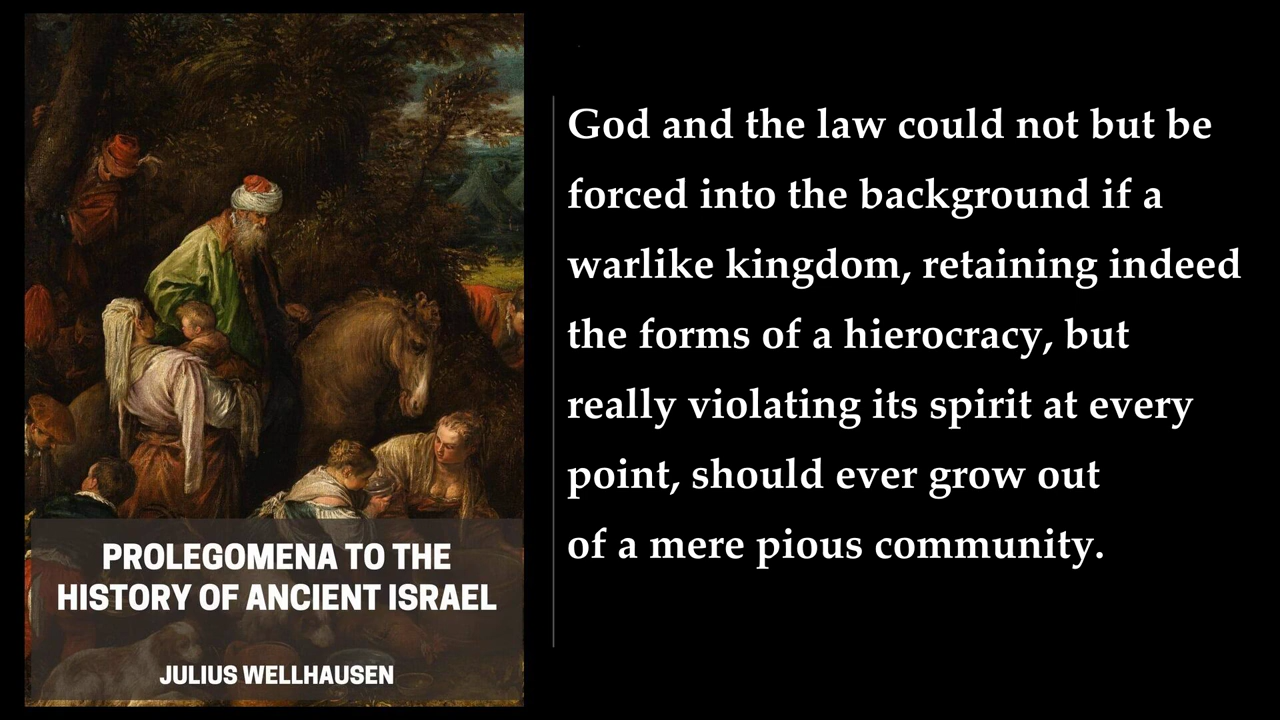 PROLEGOMENA TO THE
HISTORY OF ANCIENT ISRAEL
JULIUS WELLHAUSEN
God and the law could not but be
forced into the background if a
warlike kingdom, retaining indeed
the forms of a hierocracy, but
really violating its spirit at every
point, should ever grow out
of a mere pious community.